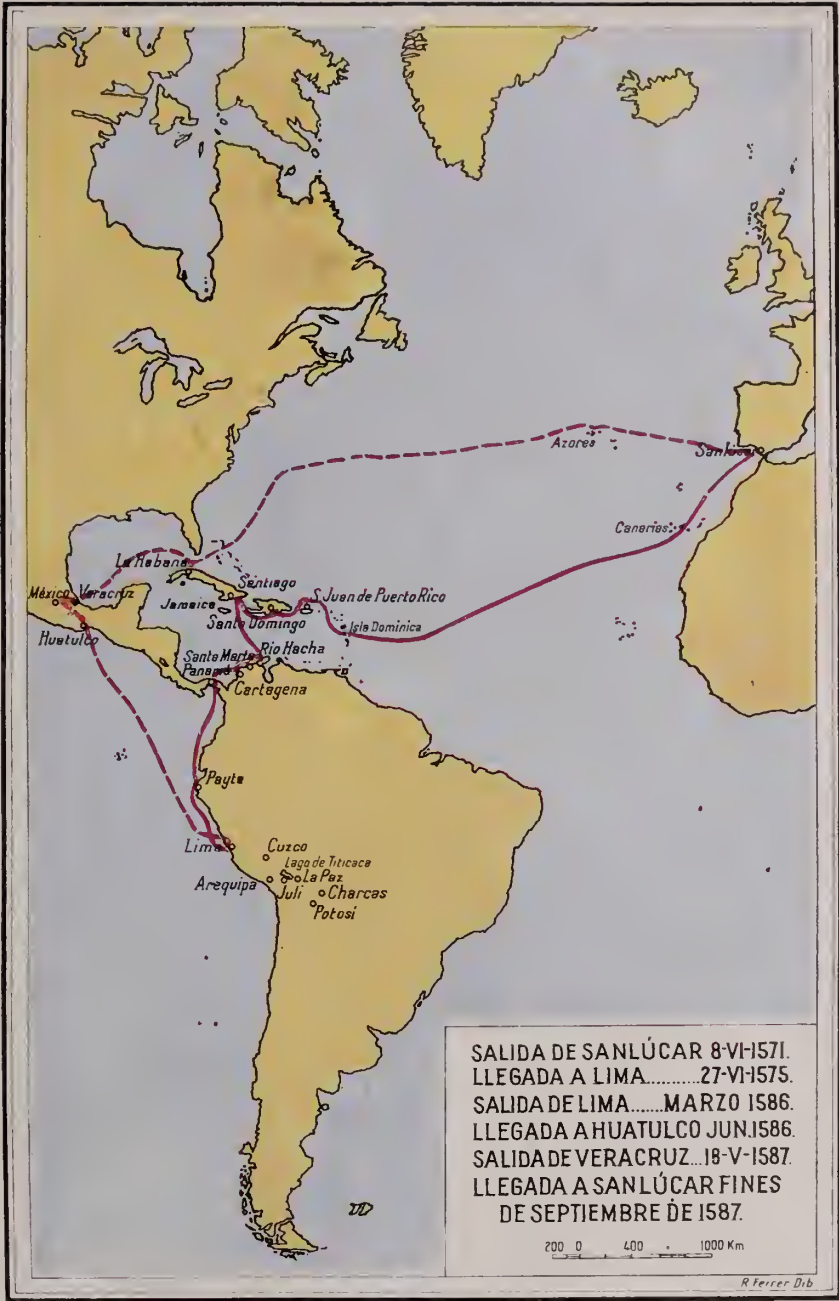 Azores
Sanlúcar
Canarias
La Habana
Santiago
México
Veracruz
Jamaica
S. Juan de Puerto Rico
Santo Domingo
Isla Dominica
Huatulco
Santa Marta
Rio Hacha
Panamá
Cartagena
Payta
Lima
Cuzco
Lago de Titicaca
La Paz
Arequipa
Juli
Charcas
Potosí
SALIDA DE SANLÚCAR 8-VI-1571.
LLEGADA A LIMA..........27-VI-1575.
SALIDA DE LIMA......MARZO 1586.
LLEGADA A HUATULCO JUN.1586.
SALIDA DE VERACRUZ...18-V-1587.
LLEGADA A SANLÚCAR FINES
DE SEPTIEMBRE DE 1587.
200 0 400 1000 Km
R Ferrer Dib